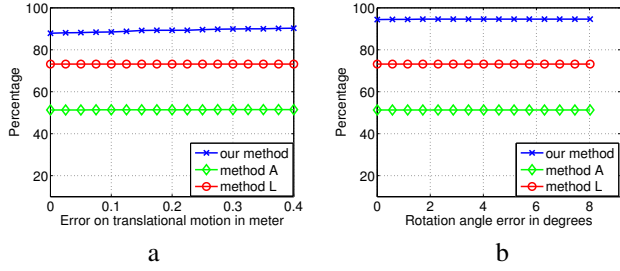 100
80
60
40
20
Percentage
our method
method A
method L
0 0.1 0.2 0.3 0.4
Error on translational motion in meter
a
100
80
60
40
20
Percentage
our method
method A
method L
0 2 4 6 8
Rotation angle error in degrees
b